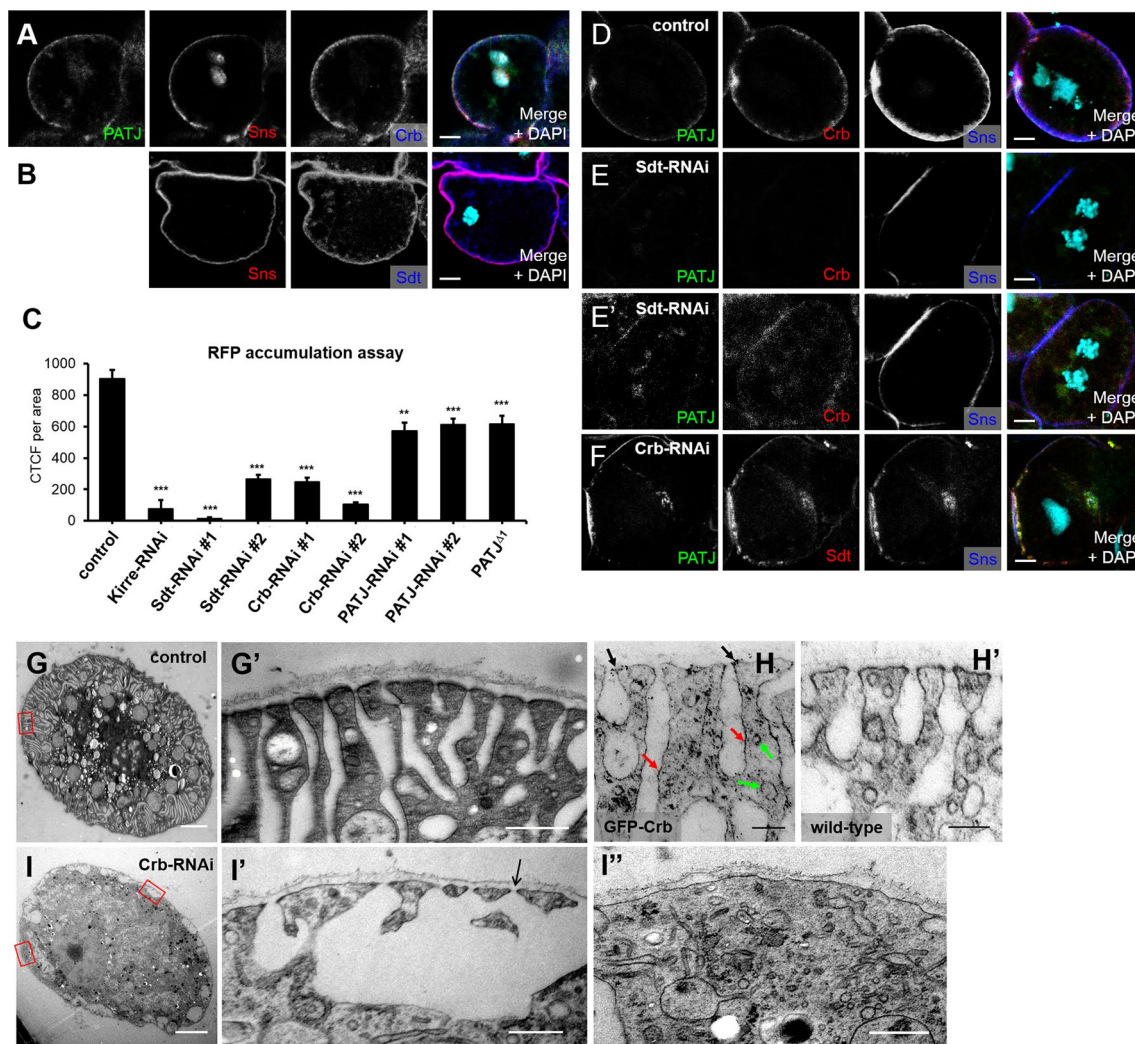 A
PATJ
Sns
Crb
Merge
+ DAPI
B
Sns
Sdt
Merge
+ DAPI
C
RFP accumulation assay
CTCF per area
1000
800
600
400
200
0
***
***
***
***
***
**
***
***
control
Kirre-RNAi
Sdt-RNAi #1
Sdt-RNAi #2
Crb-RNAi #1
Crb-RNAi #2
PATJ-RNAi #1
PATJ-RNAi #2
PATJΔ1
D
control
PATJ
Crb
Sns
Merge
+ DAPI
E
Sdt-RNAi
PATJ
Crb
Sns
Merge
+ DAPI
E'
Sdt-RNAi
PATJ
Crb
Sns
Merge
+ DAPI
F
Crb-RNAi
PATJ
Sdt
Sns
Merge
+ DAPI
G
control
G'
H
GFP-Crb
H'
wild-type
I
Crb-RNAi
I'
I''